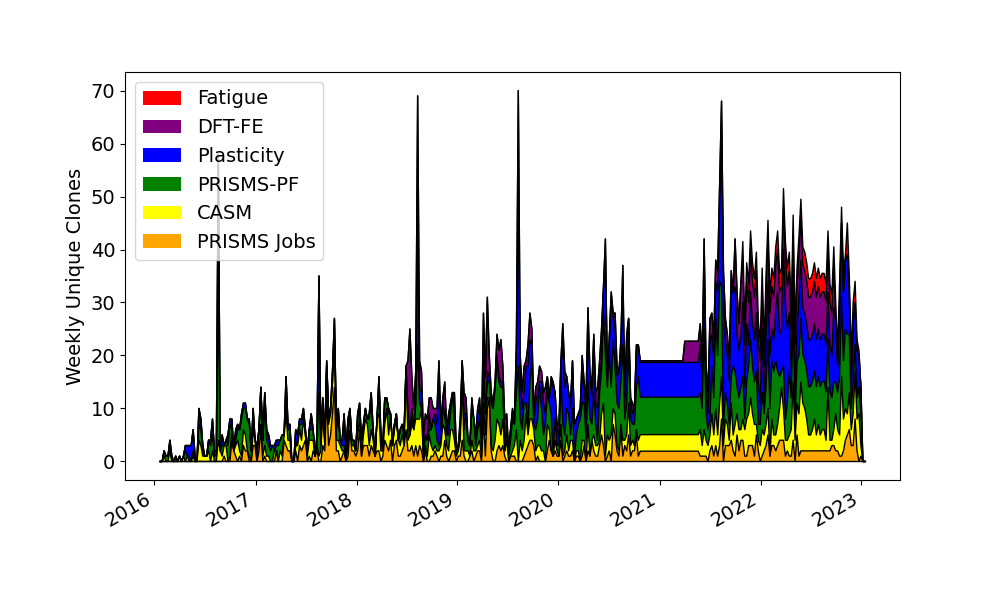 Weekly Unique Clones
70
60
50
40
30
20
10
0
Fatigue
DFT-FE
Plasticity
PRISMS-PF
CASM
PRISMS Jobs
2016
2017
2018
2019
2020
2021
2022
2023